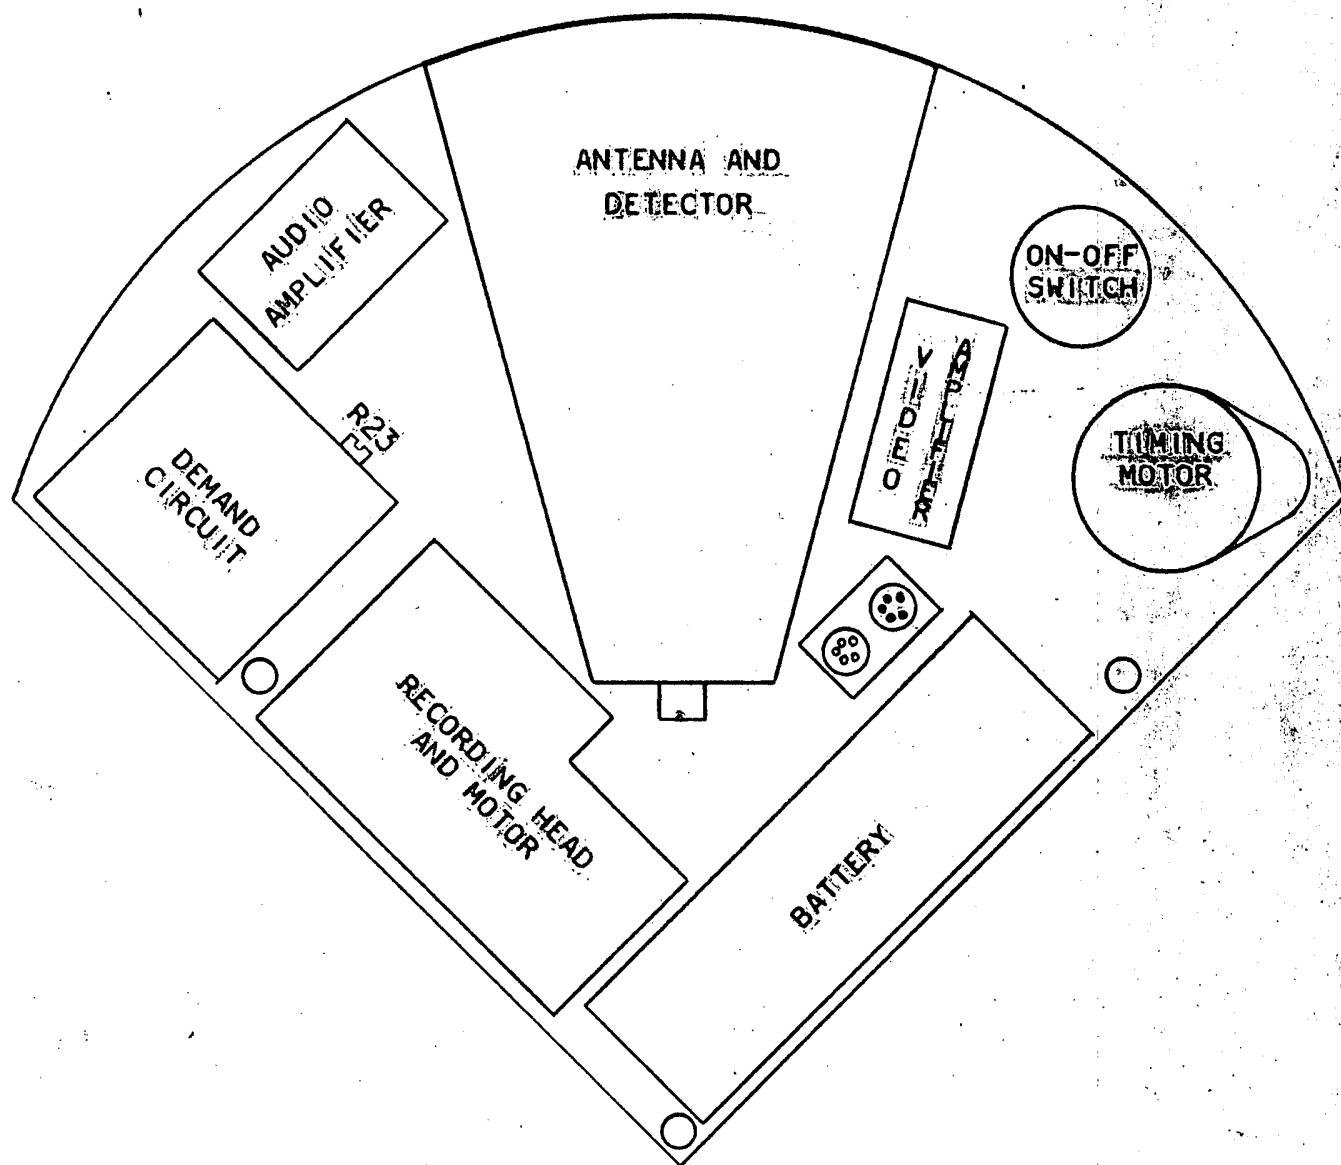 ANTENNA AND
DETECTOR
AUDIO
AMPLIFIER
ON-OFF
SWITCH
VIDEO
AMPLIFIER
R23
DEMAND
CIRCUIT
TIMING
MOTOR
RECORDING HEAD
AND MOTOR
BATTERY